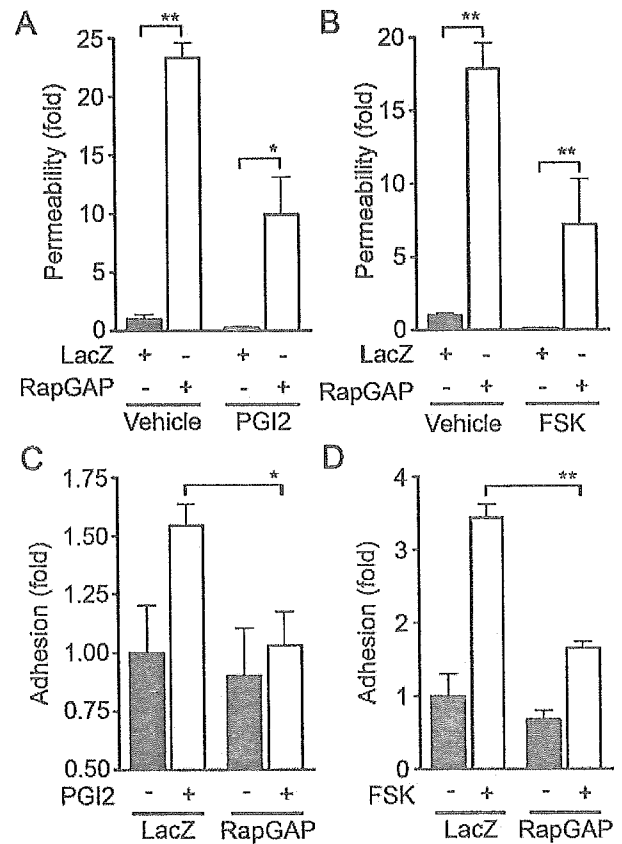 A
Permeability (fold)
25
20
15
10
5
0
**
*
LacZ + - + -
RapGAP - + - +
Vehicle PGI2
B
Permeability (fold)
20
15
10
5
0
**
**
LacZ + - + -
RapGAP - + - +
Vehicle FSK
C
Adhesion (fold)
1.75
1.50
1.25
1.00
0.75
0.50
*
PGI2 - + - +
LacZ RapGAP
D
Adhesion (fold)
4
3
2
1
0
**
FSK - + - +
LacZ RapGAP